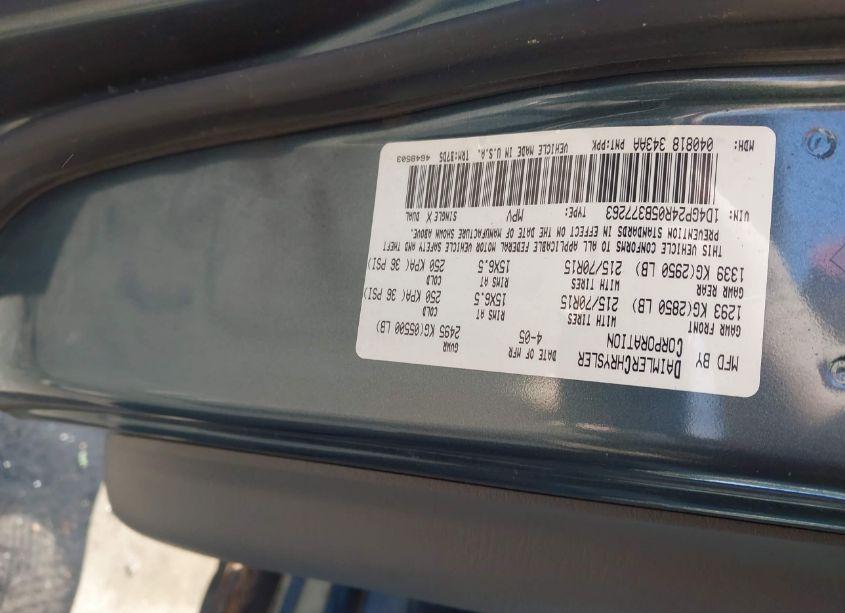 MFD BY DAIMLERCHRYSLER CORPORATION
DATE OF MFR 4-05
GVWR 2495 KG(05500 LB)
GAWR FRONT WITH TIRES RIMS AT COLD
1293 KG(2850 LB) 215/70R15 15X6.5 250 KPA( 36 PSI)
GAWR REAR WITH TIRES RIMS AT COLD
1339 KG(2950 LB) 215/70R15 15X6.5 250 KPA( 36 PSI)
THIS VEHICLE CONFORMS TO ALL APPLICABLE FEDERAL MOTOR VEHICLE SAFETY AND THEFT
PREVENTION STANDARDS IN EFFECT ON THE DATE OF MANUFACTURE SHOWN ABOVE.
VIN: 1D4GP24R05B377263 TYPE: MPV SINGLE X DUAL
MDH: 040818 343AA PNT:PPK VEHICLE MADE IN U.S.A. TRM:B7D5 4648503